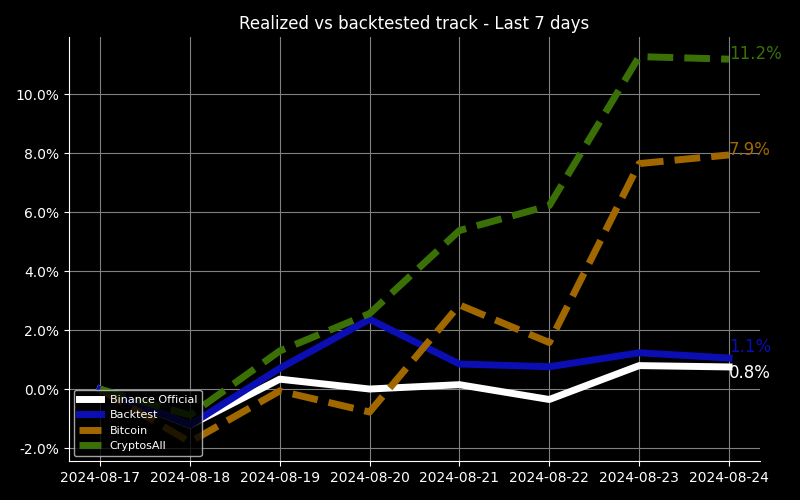 Realized vs backtested track - Last 7 days
11.2%
10.0%
8.0%
7.9%
6.0%
4.0%
2.0%
1.1%
0.8%
0.0%
-2.0%
Binance Official
Backtest
Bitcoin
CryptosAll
2024-08-17 2024-08-18 2024-08-19 2024-08-20 2024-08-21 2024-08-22 2024-08-23 2024-08-24